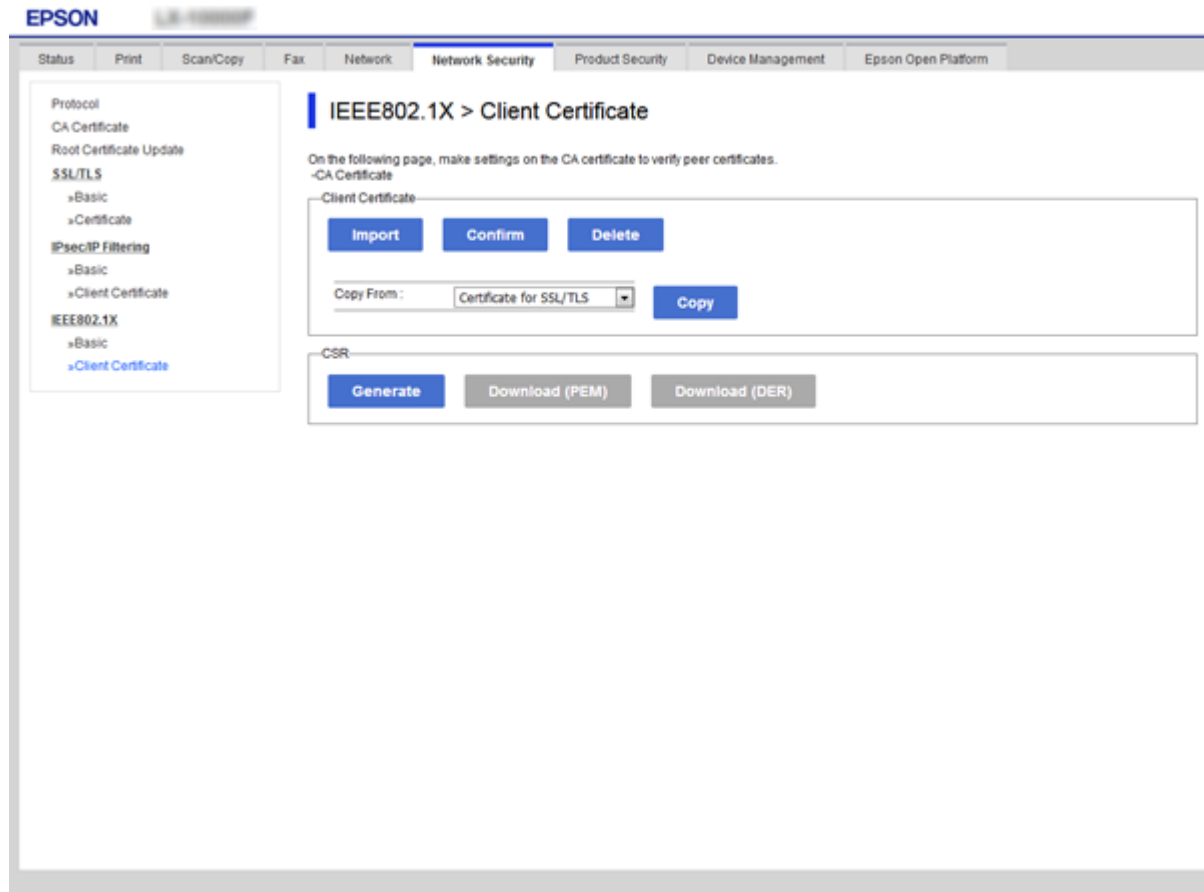 EPSON
Status Print Scan/Copy Fax Network Network Security Product Security Device Management Epson Open Platform
Protocol
CA Certificate
Root Certificate Update
SSL/TLS
»Basic
»Certificate
IPsec/IP Filtering
»Basic
»Client Certificate
IEEE802.1X
»Basic
»Client Certificate
IEEE802.1X > Client Certificate
On the following page, make settings on the CA certificate to verify peer certificates.
-CA Certificate
Client Certificate
Import Confirm Delete
Copy From : Certificate for SSL/TLS Copy
CSR
Generate Download (PEM) Download (DER)